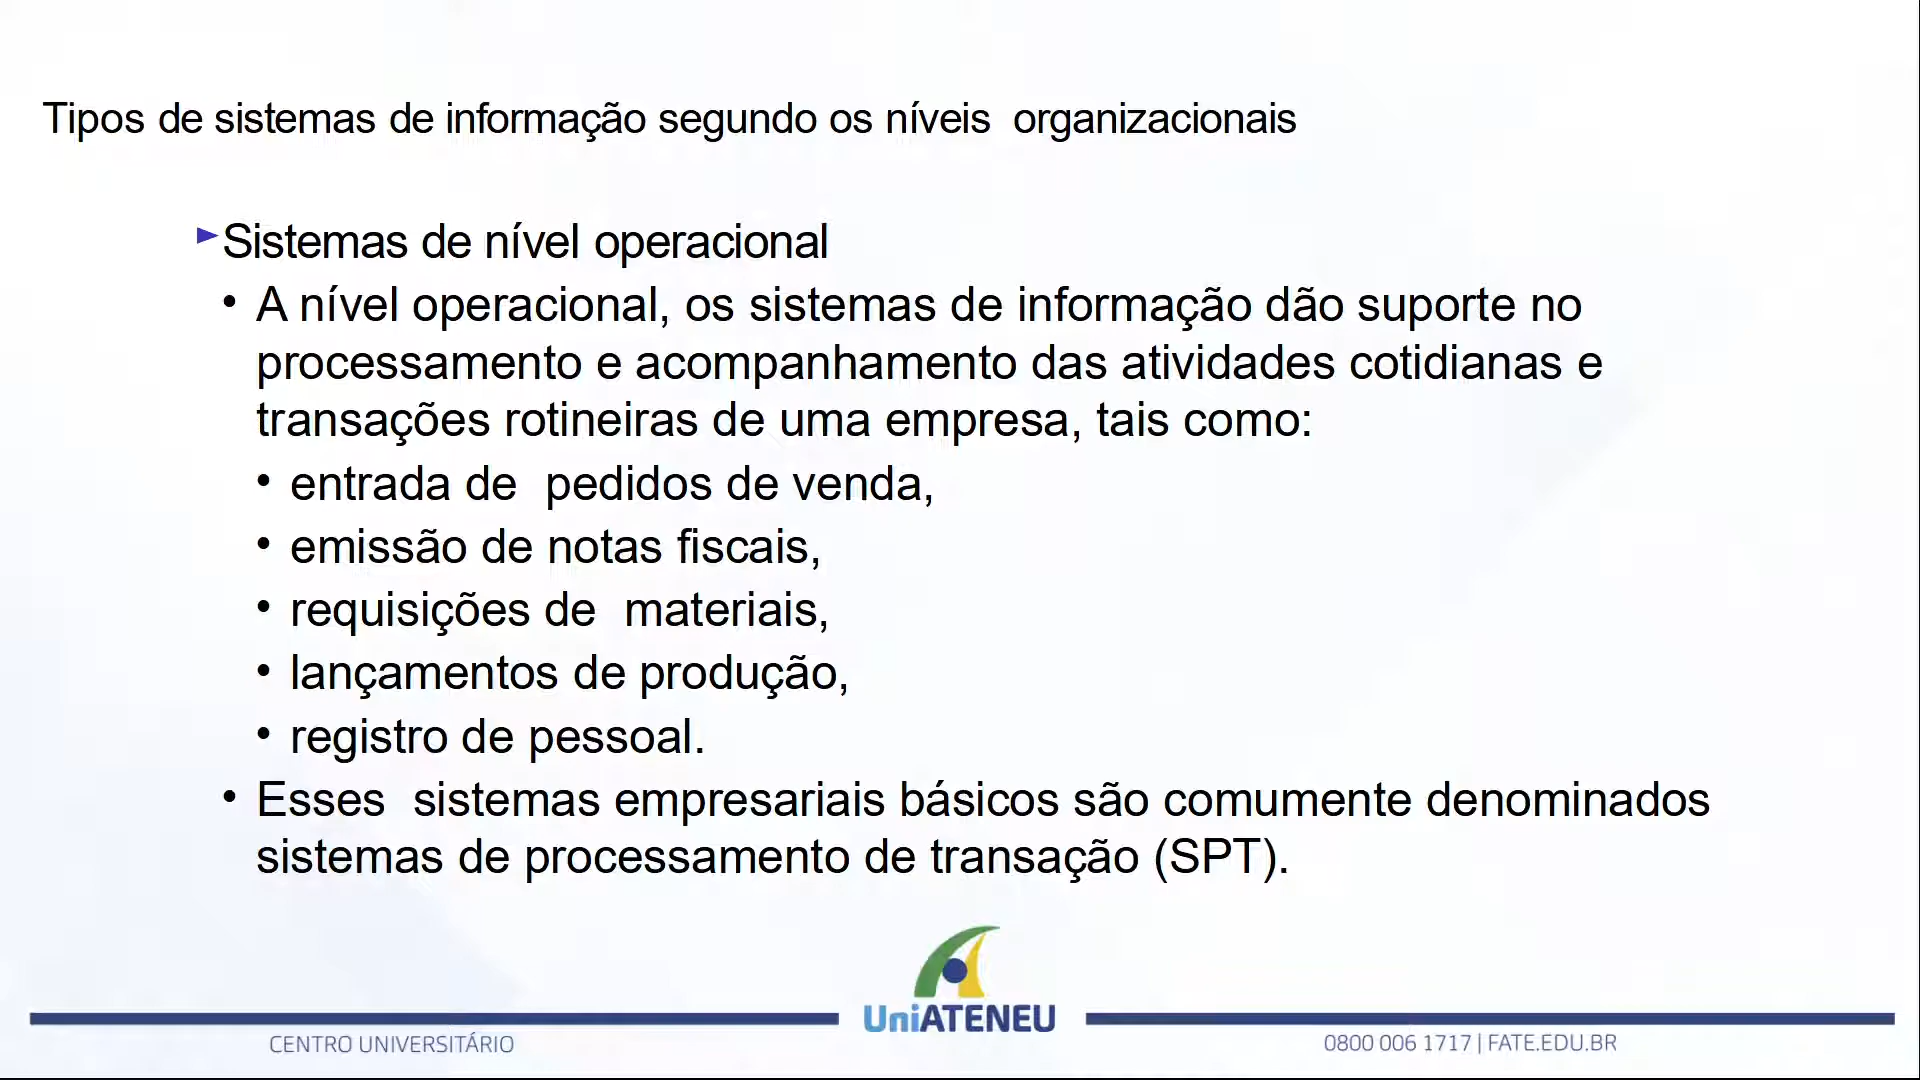 Tipos de sistemas de informação segundo os níveis organizacionais
►Sistemas de nível operacional
• A nível operacional, os sistemas de informação dão suporte no
processamento e acompanhamento das atividades cotidianas e
transações rotineiras de uma empresa, tais como:
• entrada de pedidos de venda,
• emissão de notas fiscais,
• requisições de materiais,
• lançamentos de produção,
• registro de pessoal.
• Esses sistemas empresariais básicos são comumente denominados
sistemas de processamento de transação (SPT).
UniATENEU
CENTRO UNIVERSITÁRIO
0800 006 1717 | FATE.EDU.BR